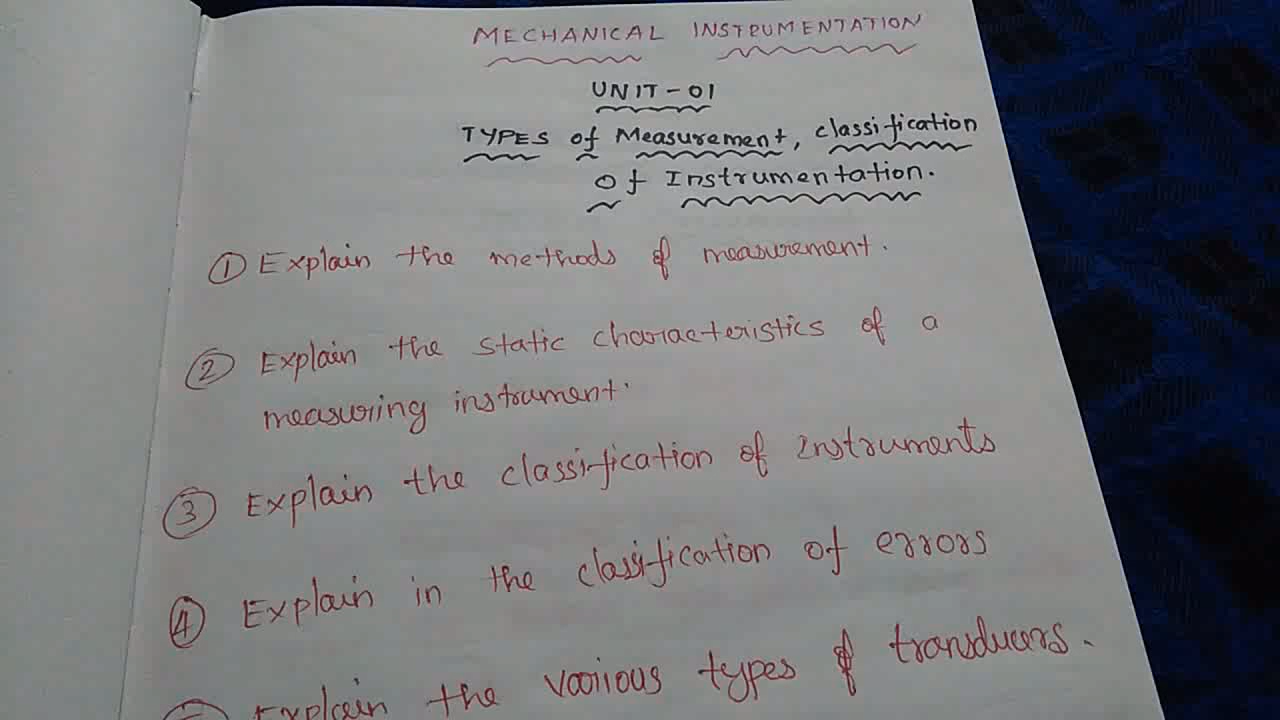 MECHANICAL INSTRUMENTATION
UNIT-01
TYPES of Measurement, classification
of Instrumentation.
① Explain the methods of measurement.
② Explain the static characteristics of a
measuring instrument.
③ Explain the classification of Instruments
④ Explain in the classification of errors
⑤ Explain the various types of transducers.